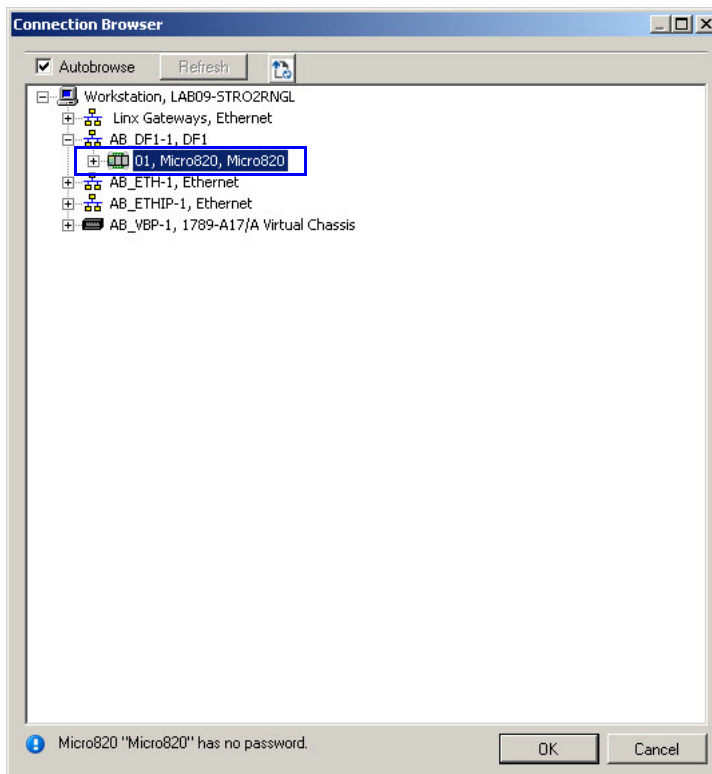 Connection Browser
Autobrowse Refresh
Workstation, LAB09-STRO2RNGL
Linx Gateways, Ethernet
AB_DF1-1, DF1
01, Micro820, Micro820
AB_ETH-1, Ethernet
AB_ETHIP-1, Ethernet
AB_VBP-1, 1789-A17/A Virtual Chassis
Micro820 "Micro820" has no password.
OK Cancel